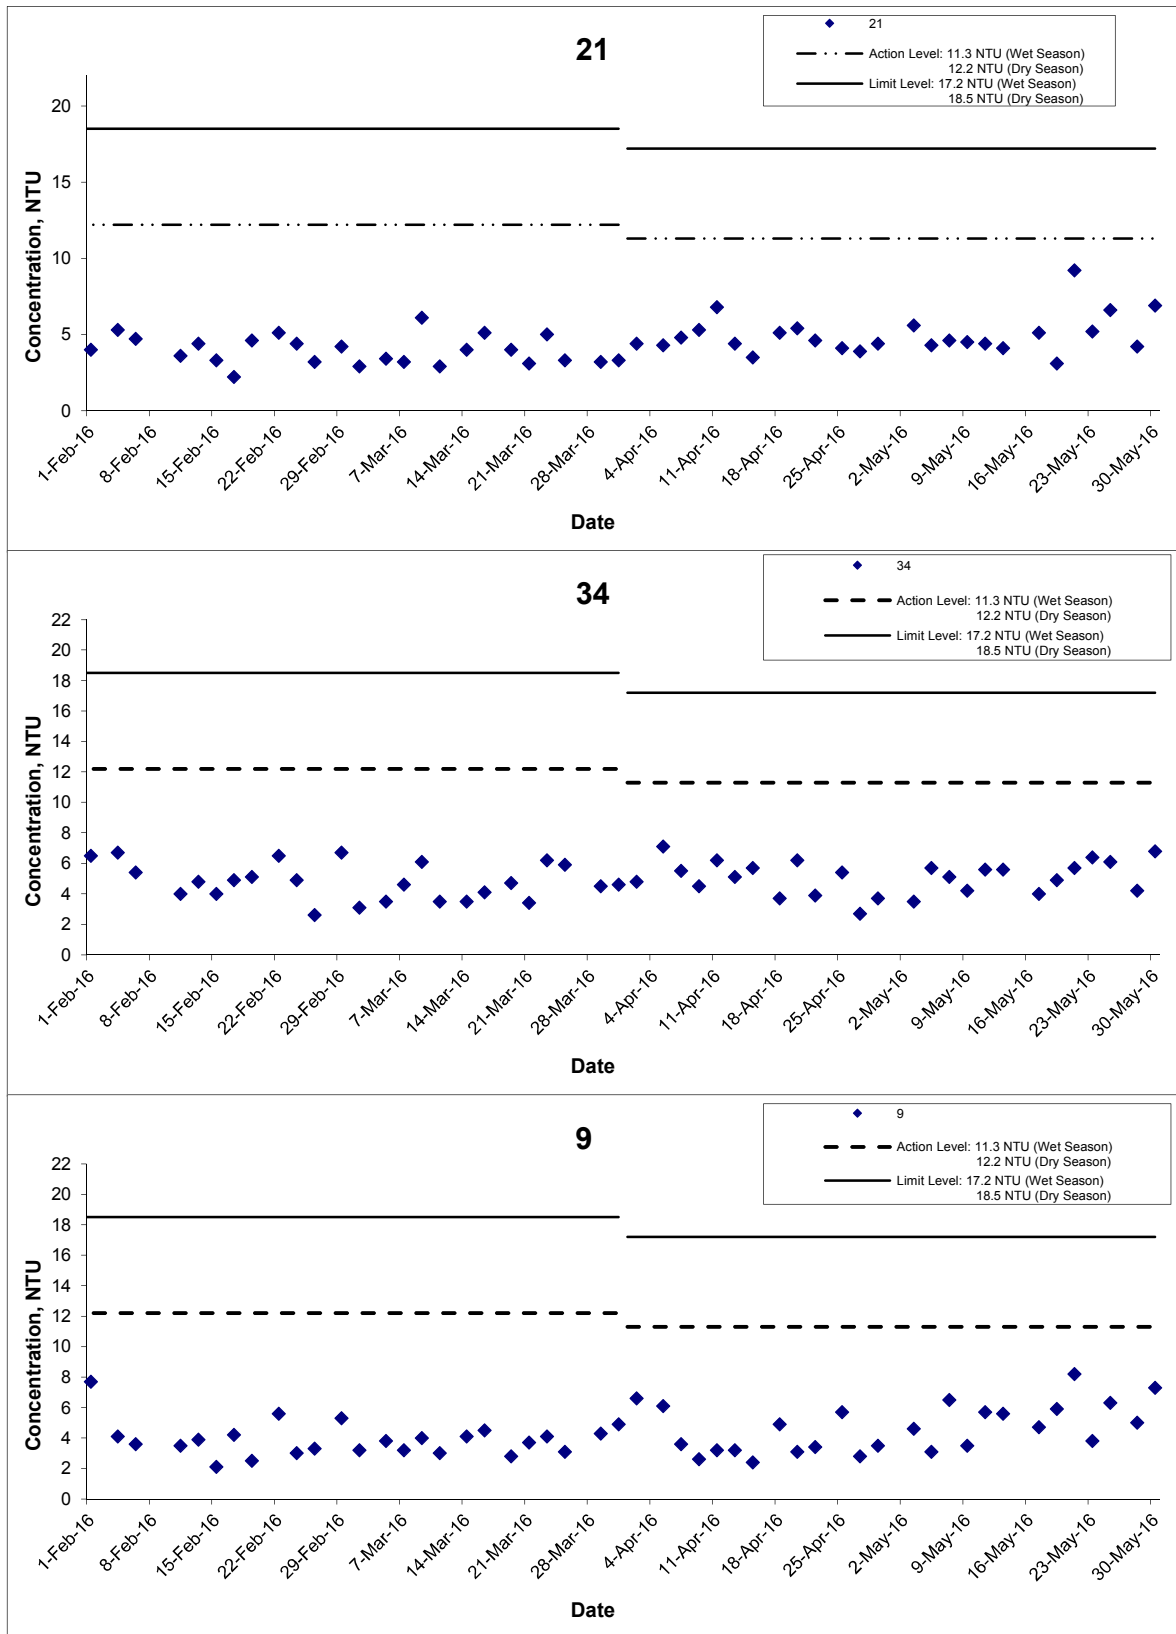 21
21
Action Level: 11.3 NTU (Wet Season)
12.2 NTU (Dry Season)
Limit Level: 17.2 NTU (Wet Season)
18.5 NTU (Dry Season)
Concentration, NTU
20
15
10
5
0
1-Feb-16
8-Feb-16
15-Feb-16
22-Feb-16
29-Feb-16
7-Mar-16
14-Mar-16
21-Mar-16
28-Mar-16
4-Apr-16
11-Apr-16
18-Apr-16
25-Apr-16
2-May-16
9-May-16
16-May-16
23-May-16
30-May-16
Date
34
34
Action Level: 11.3 NTU (Wet Season)
12.2 NTU (Dry Season)
Limit Level: 17.2 NTU (Wet Season)
18.5 NTU (Dry Season)
Concentration, NTU
22
20
18
16
14
12
10
8
6
4
2
0
1-Feb-16
8-Feb-16
15-Feb-16
22-Feb-16
29-Feb-16
7-Mar-16
14-Mar-16
21-Mar-16
28-Mar-16
4-Apr-16
11-Apr-16
18-Apr-16
25-Apr-16
2-May-16
9-May-16
16-May-16
23-May-16
30-May-16
Date
9
9
Action Level: 11.3 NTU (Wet Season)
12.2 NTU (Dry Season)
Limit Level: 17.2 NTU (Wet Season)
18.5 NTU (Dry Season)
Concentration, NTU
22
20
18
16
14
12
10
8
6
4
2
0
1-Feb-16
8-Feb-16
15-Feb-16
22-Feb-16
29-Feb-16
7-Mar-16
14-Mar-16
21-Mar-16
28-Mar-16
4-Apr-16
11-Apr-16
18-Apr-16
25-Apr-16
2-May-16
9-May-16
16-May-16
23-May-16
30-May-16
Date